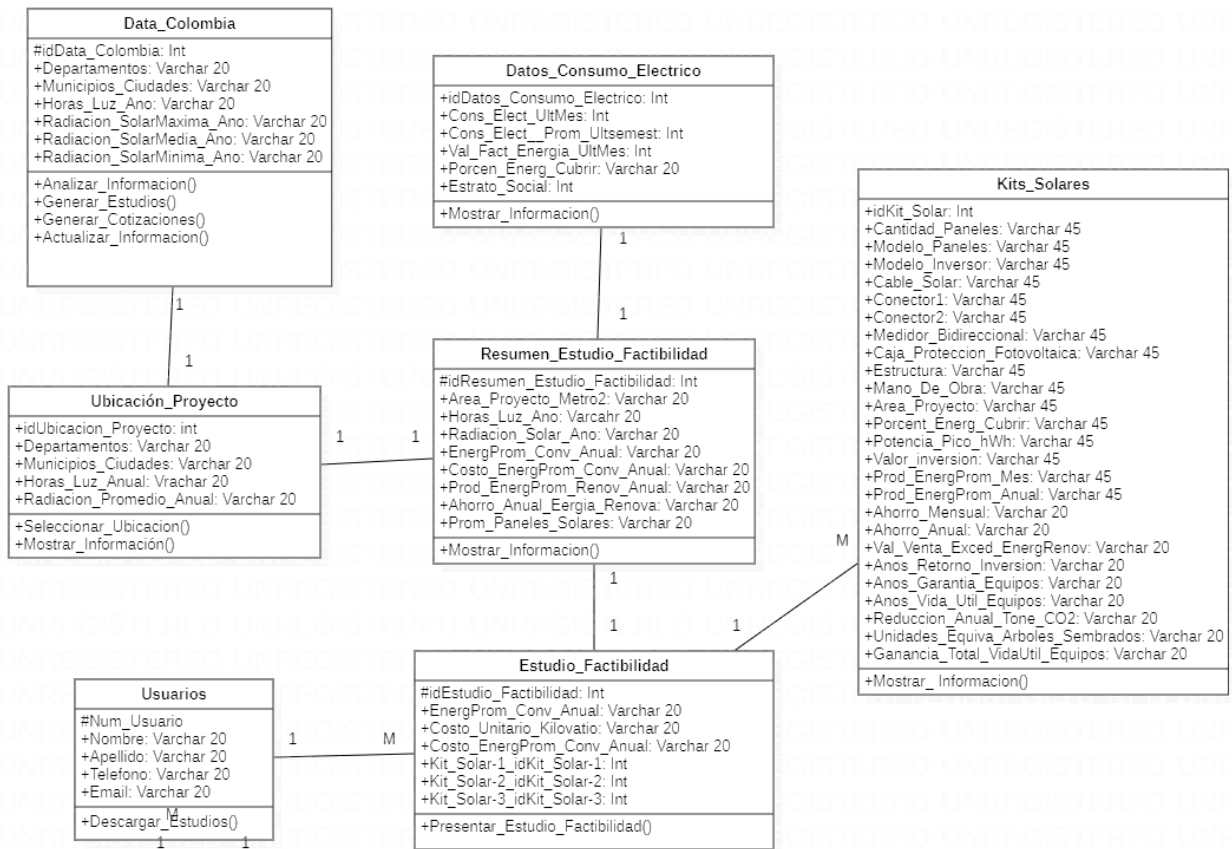 Data_Colombia
#idData_Colombia: Int
+Departamentos: Varchar 20
+Municipios_Ciudades: Varchar 20
+Horas_Luz_Ano: Varchar 20
+Radiacion_SolarMaxima_Ano: Varchar 20
+Radiacion_SolarMedia_Ano: Varchar 20
+Radiacion_SolarMinima_Ano: Varchar 20
+Analizar_Informacion()
+Generar_Estudios()
+Generar_Cotizaciones()
+Actualizar_Informacion()
Datos_Consumo_Electrico
+idDatos_Consumo_Electrico: Int
+Cons_Elect_UltMes: Int
+Cons_Elect__Prom_Ultsemest: Int
+Val_Fact_Energia_UltMes: Int
+Porcen_Energ_Cubrir: Varchar 20
+Estrato_Social: Int
+Mostrar_Informacion()
1
1
1
1
Kits_Solares
+idKit_Solar: Int
+Cantidad_Paneles: Varchar 45
+Modelo_Paneles: Varchar 45
+Modelo_Inversor: Varchar 45
+Cable_Solar: Varchar 45
+Conector1: Varchar 45
+Conector2: Varchar 45
+Medidor_Bidireccional: Varchar 45
+Caja_Proteccion_Fotovoltaica: Varchar 45
+Estructura: Varchar 45
+Mano_De_Obra: Varchar 45
+Area_Proyecto: Varchar 45
+Porcent_Energ_Cubrir: Varchar 45
+Potencia_Pico_hWh: Varchar 45
+Valor_inversion: Varchar 45
+Prod_EnergProm_Mes: Varchar 45
+Prod_EnergProm_Anual: Varchar 45
+Ahorro_Mensual: Varchar 20
+Ahorro_Anual: Varchar 20
+Val_Venta_Exced_EnergRenov: Varchar 20
+Anos_Retorno_Inversion: Varchar 20
+Anos_Garantia_Equipos: Varchar 20
+Anos_Vida_Util_Equipos: Varchar 20
+Reduccion_Anual_Tone_CO2: Varchar 20
+Unidades_Equiva_Arboles_Sembrados: Varchar 20
+Ganancia_Total_VidaUtil_Equipos: Varchar 20
+Mostrar_ Informacion()
Ubicación_Proyecto
+idUbicacion_Proyecto: int
+Departamentos: Varchar 20
+Municipios_Ciudades: Varchar 20
+Horas_Luz_Anual: Vrachar 20
+Radiacion_Promedio_Anual: Varchar 20
+Seleccionar_Ubicacion()
+Mostrar_Información()
1 1
Resumen_Estudio_Factibilidad
#idResumen_Estudio_Factibilidad: Int
+Area_Proyecto_Metro2: Varchar 20
+Horas_Luz_Ano: Varcahr 20
+Radiacion_Solar_Ano: Varchar 20
+EnergProm_Conv_Anual: Varchar 20
+Costo_EnergProm_Conv_Anual: Varchar 20
+Prod_EnergProm_Renov_Anual: Varchar 20
+Ahorro_Anual_Eergia_Renova: Varchar 20
+Prom_Paneles_Solares: Varchar 20
+Mostrar_Informacion()
1
1
M
1
Usuarios
#Num_Usuario
+Nombre: Varchar 20
+Apellido: Varchar 20
+Telefono: Varchar 20
+Email: Varchar 20
+Descargar_Estudios()
M
1 1
1 M
Estudio_Factibilidad
#idEstudio_Factibilidad: Int
+EnergProm_Conv_Anual: Varchar 20
+Costo_Unitario_Kilovatio: Varchar 20
+Costo_EnergProm_Conv_Anual: Varchar 20
+Kit_Solar-1_idKit_Solar-1: Int
+Kit_Solar-2_idKit_Solar-2: Int
+Kit_Solar-3_idKit_Solar-3: Int
+Presentar_Estudio_Factibilidad()
UNREGISTERED